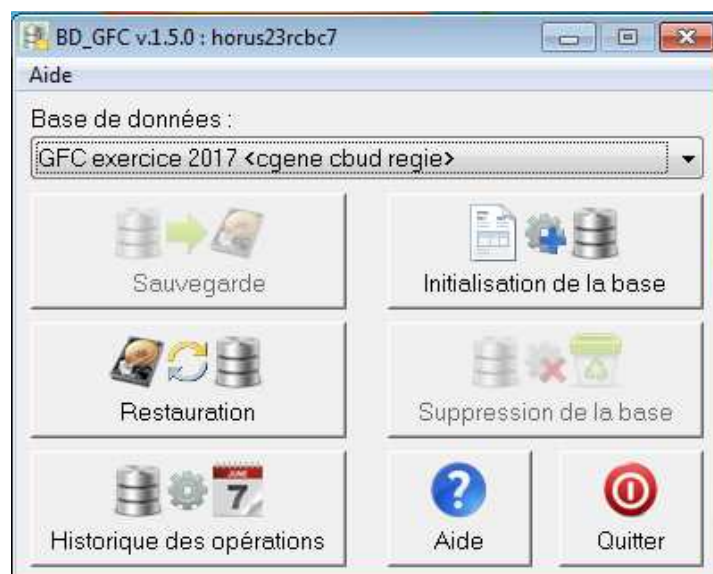 BD_GFC v.1.5.0 : horus23rcbc7
Aide
Base de données :
GFC exercice 2017 <cgene cbud regie>
Sauvegarde
Initialisation de la base
Restauration
Suppression de la base
JUNE
7
Historique des opérations
Aide
Quitter